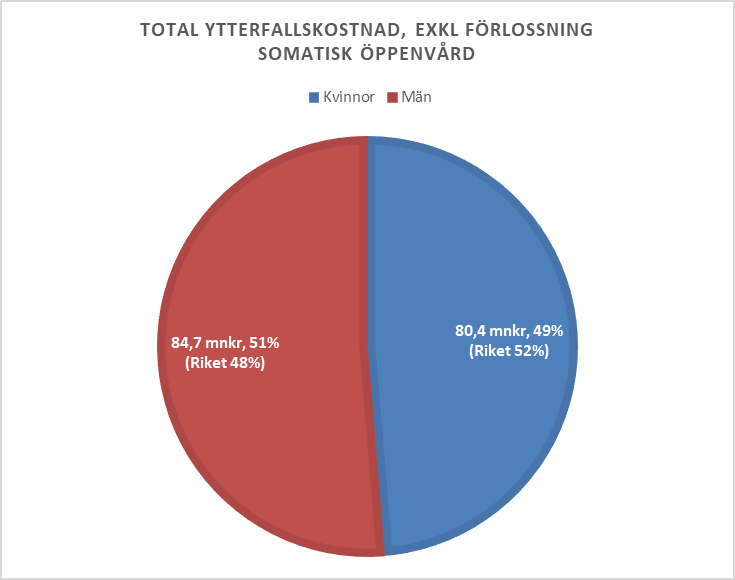 TOTAL YTTERFALLSKOSTNAD, EXKL FÖRLOSSNING
SOMATISK ÖPPENVÅRD
Kvinnor
Män
84,7 mnkr, 51%
(Riket 48%)
80,4 mnkr, 49%
(Riket 52%)